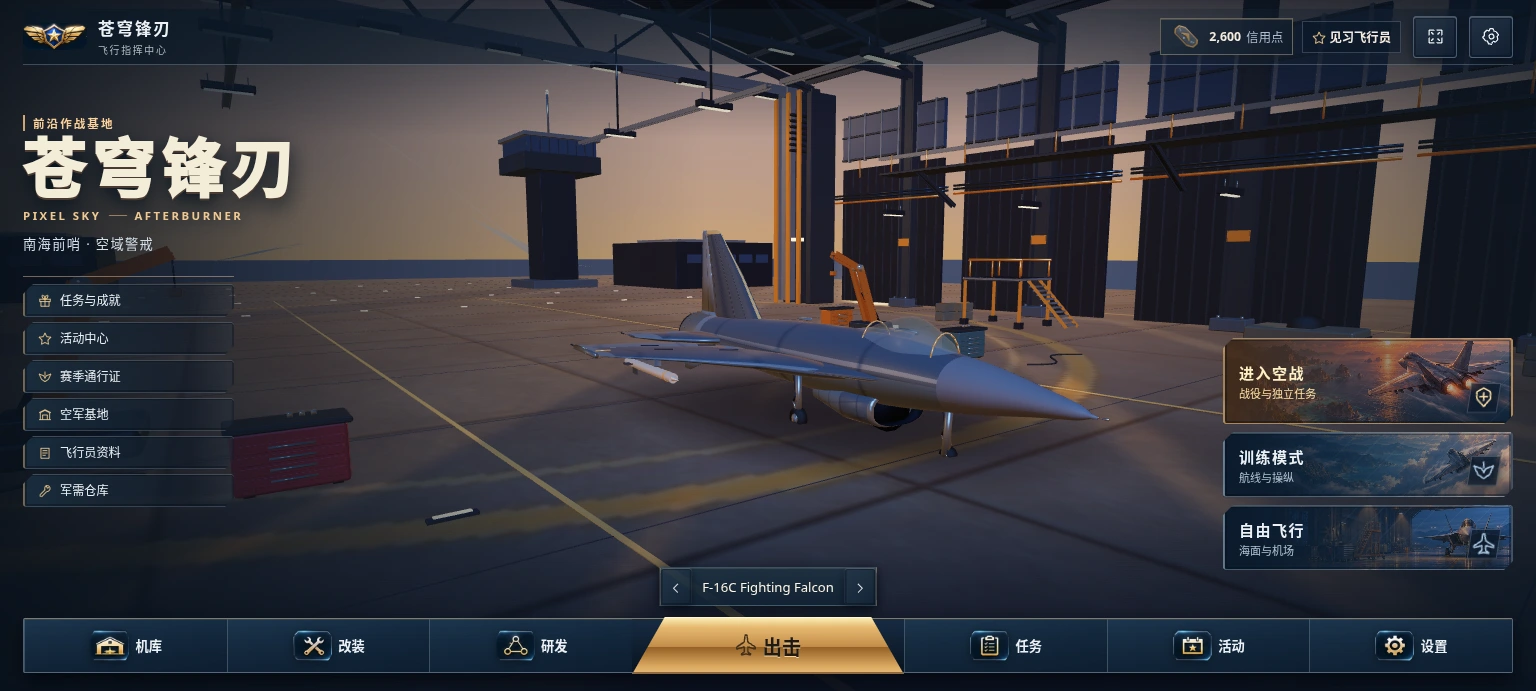 苍穹锋刃
飞行指挥中心
2,600 信用点
见习飞行员
前沿作战基地
苍穹锋刃
PIXEL SKY — AFTERBURNER
南海前哨 · 空域警戒
任务与成就
活动中心
赛季通行证
空军基地
飞行员资料
军需仓库
进入空战
战役与独立任务
训练模式
航线与操纵
自由飞行
海面与机场
F-16C Fighting Falcon
机库
改装
研发
出击
任务
活动
设置